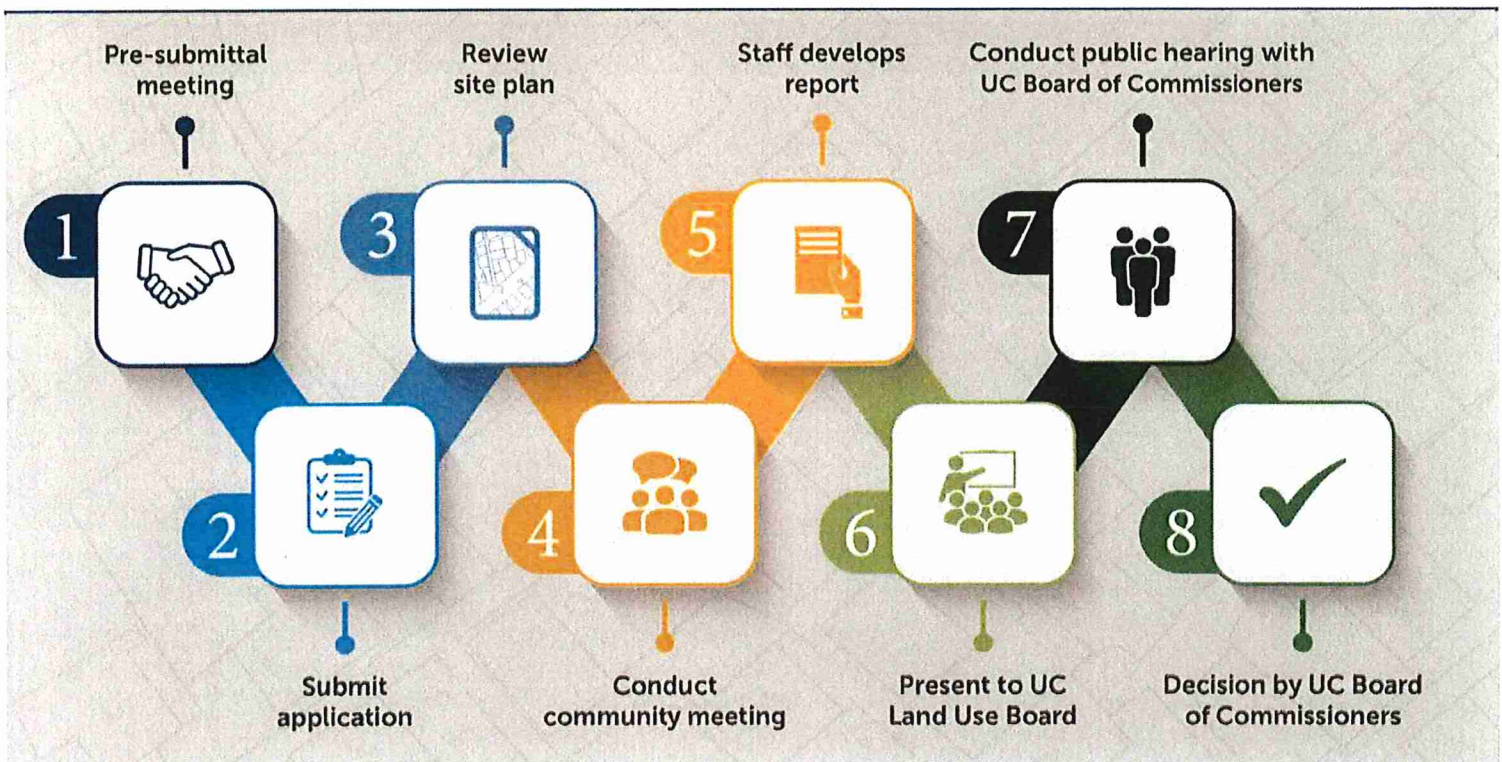 1
Pre-submittal
meeting
2
Submit
application
3
Review
site plan
4
Conduct
community meeting
5
Staff develops
report
6
Present to UC
Land Use Board
7
Conduct public hearing with
UC Board of Commissioners
8
Decision by UC Board
of Commissioners